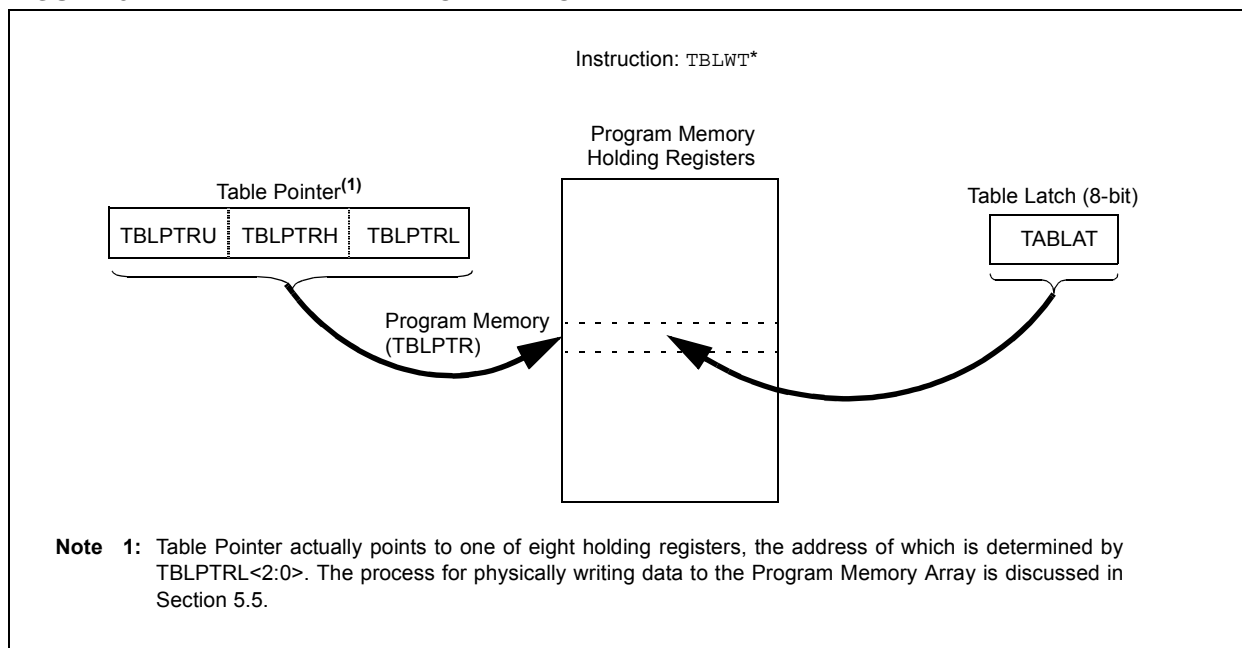 Instruction: TBLWT*
Program Memory
Holding Registers
Table Pointer(1)
Table Latch (8-bit)
TBLPTRU TBLPTRH TBLPTRL
TABLAT
Program Memory
(TBLPTR)
Note 1: Table Pointer actually points to one of eight holding registers, the address of which is determined by
TBLPTRL<2:0>. The process for physically writing data to the Program Memory Array is discussed in
Section 5.5.